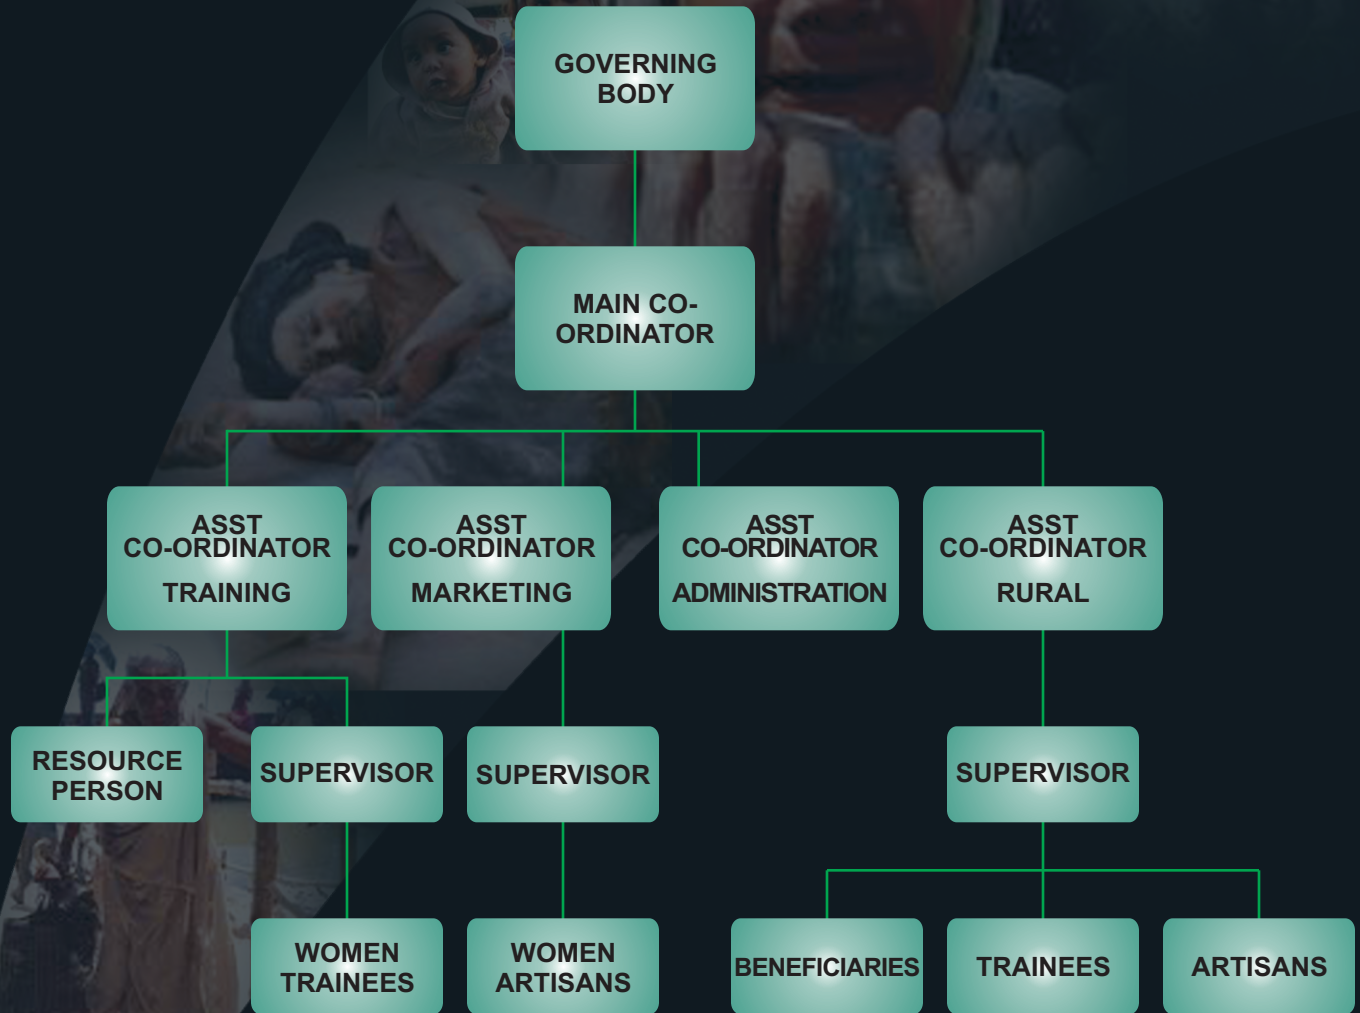 GOVERNING
BODY
MAIN CO-
ORDINATOR
ASST
CO-ORDINATOR
TRAINING
ASST
CO-ORDINATOR
MARKETING
ASST
CO-ORDINATOR
ADMINISTRATION
ASST
CO-ORDINATOR
RURAL
RESOURCE
PERSON
SUPERVISOR
SUPERVISOR
SUPERVISOR
WOMEN
TRAINEES
WOMEN
ARTISANS
BENEFICIARIES
TRAINEES
ARTISANS